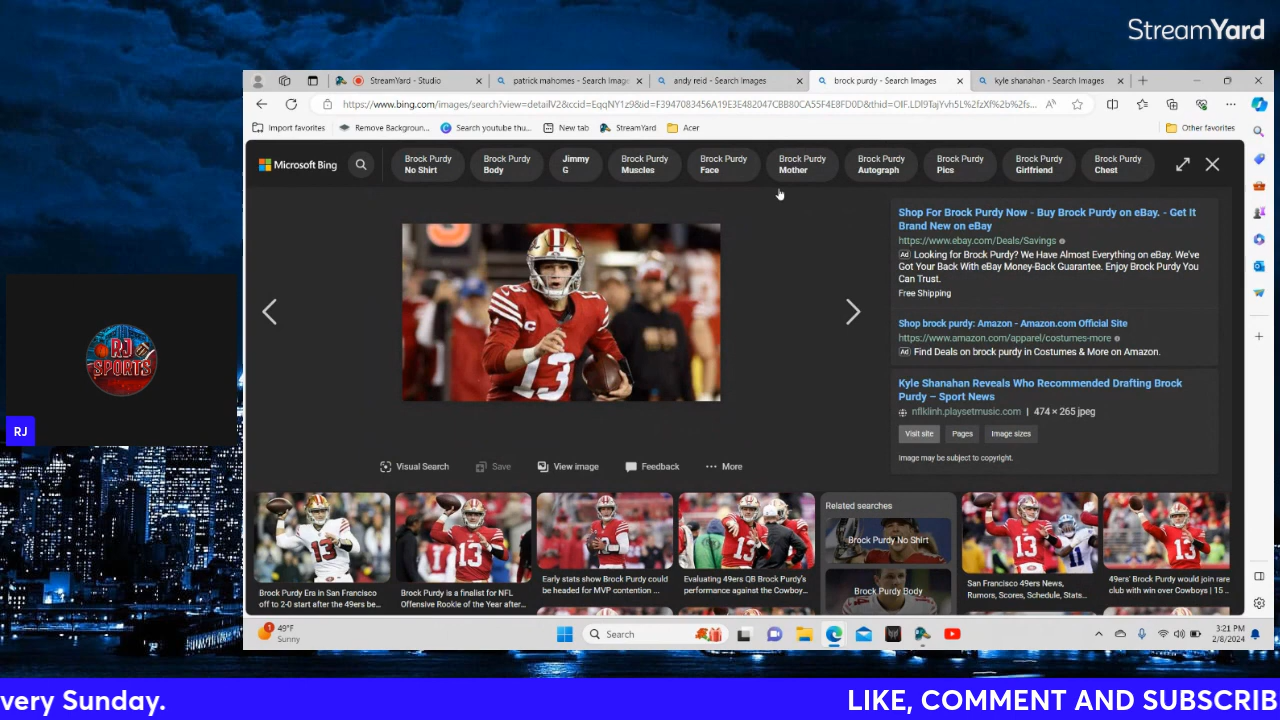 StreamYard
StreamYard - Studio
patrick mahomes - Search Image
andy reid - Search Images
brock purdy - Search Images
kyle shanahan - Search Images
Import favorites
Remove Backgroun...
Search youtube thu...
New tab
StreamYard
Acer
Other favorites
Microsoft Bing
Brock Purdy
No Shirt
Brock Purdy
Body
Jimmy
G
Brock Purdy
Muscles
Brock Purdy
Face
Brock Purdy
Mother
Brock Purdy
Autograph
Brock Purdy
Pics
Brock Purdy
Girlfriend
Brock Purdy
Chest
Shop For Brock Purdy Now - Buy Brock Purdy on eBay. - Get It
Brand New on eBay
https://www.ebay.com/Deals/Savings
Ad Looking for Brock Purdy? We Have Almost Everything on eBay. We've
Got Your Back With eBay Money-Back Guarantee. Enjoy Brock Purdy You
Can Trust.
Free Shipping
Shop brock purdy: Amazon - Amazon.com Official Site
https://www.amazon.com/apparel/costumes-more
Ad Find Deals on brock purdy in Costumes & More on Amazon.
Kyle Shanahan Reveals Who Recommended Drafting Brock
Purdy – Sport News
nflklinh.playsetmusic.com | 474 × 265 jpeg
Visit site
Pages
Image sizes
Image may be subject to copyright.
13
Visual Search
Save
View image
Feedback
More
RJ
SPORTS
RJ
Brock Purdy Era in San Francisco
off to 2-0 start after the 49ers be...
Brock Purdy is a finalist for NFL
Offensive Rookie of the Year after...
Early stats show Brock Purdy could
be headed for MVP contention ...
Evaluating 49ers QB Brock Purdy's
performance against the Cowboy...
Related searches
Brock Purdy No Shirt
Brock Purdy Body
San Francisco 49ers News,
Rumors, Scores, Schedule, Stats...
49ers' Brock Purdy would join rare
club with win over Cowboys | 15 ..
49°F
Sunny
Search
3:21 PM
2/8/2024
very Sunday.
LIKE, COMMENT AND SUBSCRIB